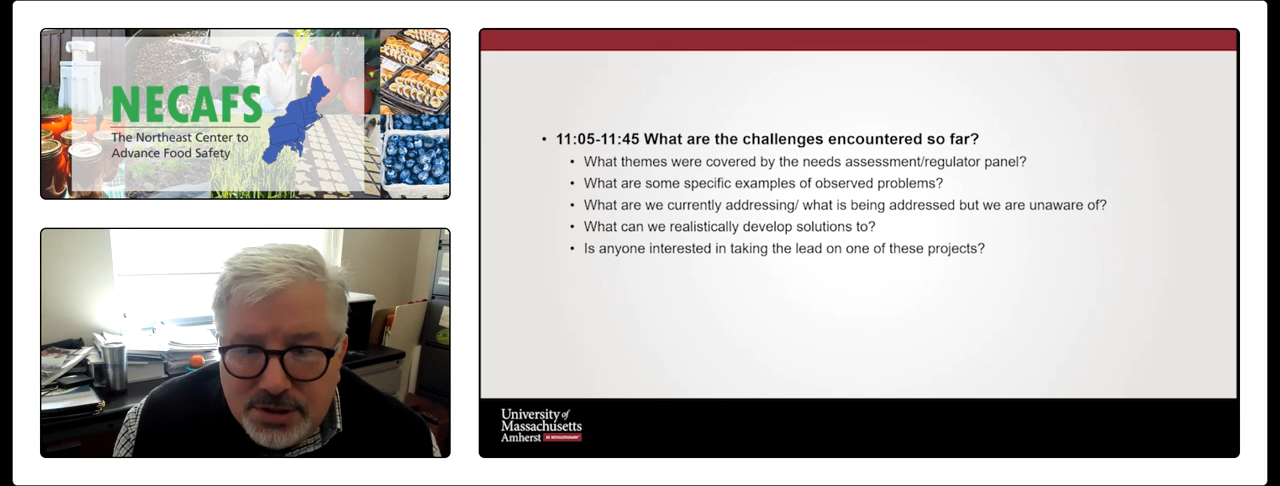 NECAFS
The Northeast Center to
Advance Food Safety
• 11:05-11:45 What are the challenges encountered so far?
• What themes were covered by the needs assessment/regulator panel?
• What are some specific examples of observed problems?
• What are we currently addressing/ what is being addressed but we are unaware of?
• What can we realistically develop solutions to?
• Is anyone interested in taking the lead on one of these projects?
University of
Massachusetts
Amherst BE REVOLUTIONARY